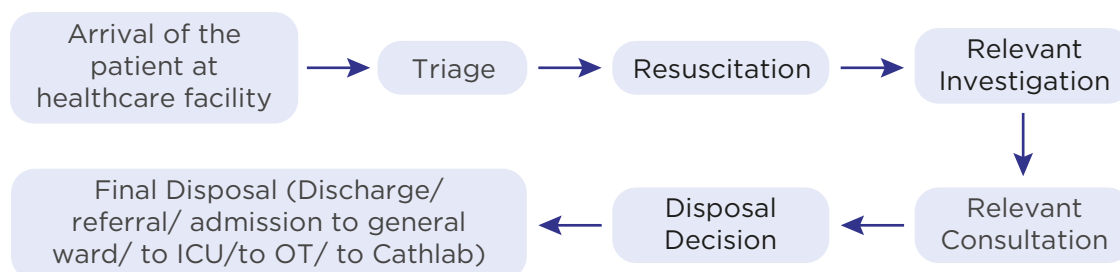 Arrival of the
patient at
healthcare facility
Triage
Resuscitation
Relevant
Investigation
Relevant
Consultation
Disposal
Decision
Final Disposal (Discharge/
referral/ admission to general
ward/ to ICU/to OT/ to Cathlab)